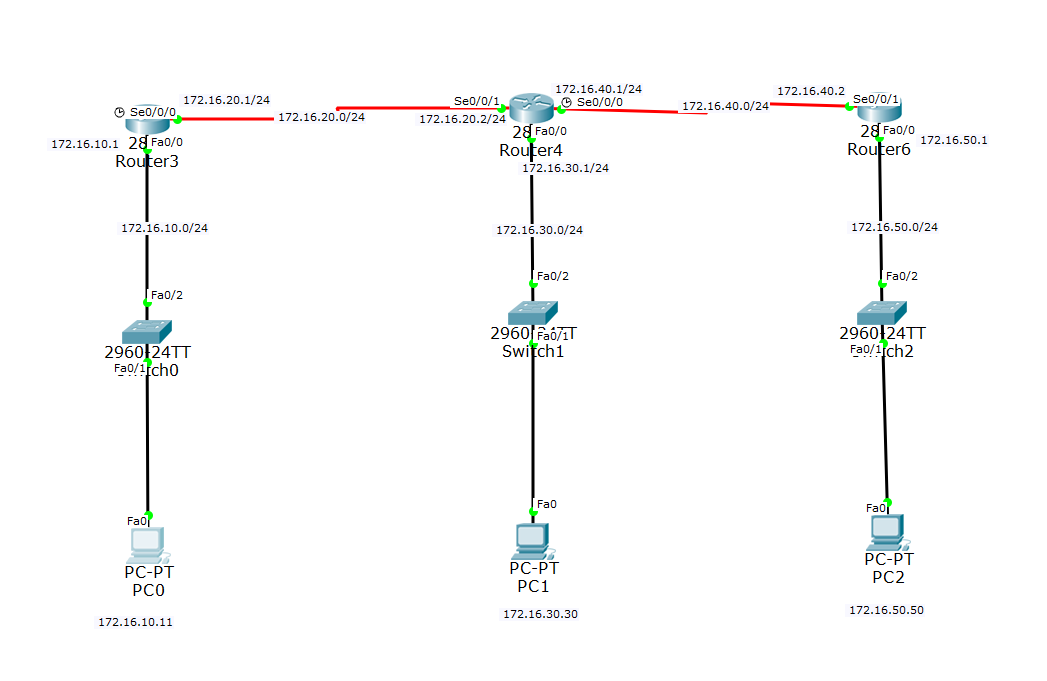 172.16.20.1/24
Se0/0/0
172.16.20.0/24
172.16.10.1
28
Fa0/0
Router3
172.16.10.0/24
Fa0/2
2960-24TT
Fa0/1
PC-PT
PC0
Fa0
172.16.10.11
Se0/0/1
172.16.20.2/24
172.16.40.1/24
Se0/0/0
28
Fa0/0
Router4
172.16.30.1/24
172.16.30.0/24
Fa0/2
Fa0/1
Switch1
Fa0
PC-PT
PC1
172.16.30.30
172.16.40.0/24
172.16.40.2
Se0/0/1
28
Fa0/0
Router6
172.16.50.1
172.16.50.0/24
Fa0/2
2960-24TT
Fa0/1
Fa0
PC-PT
PC2
172.16.50.50